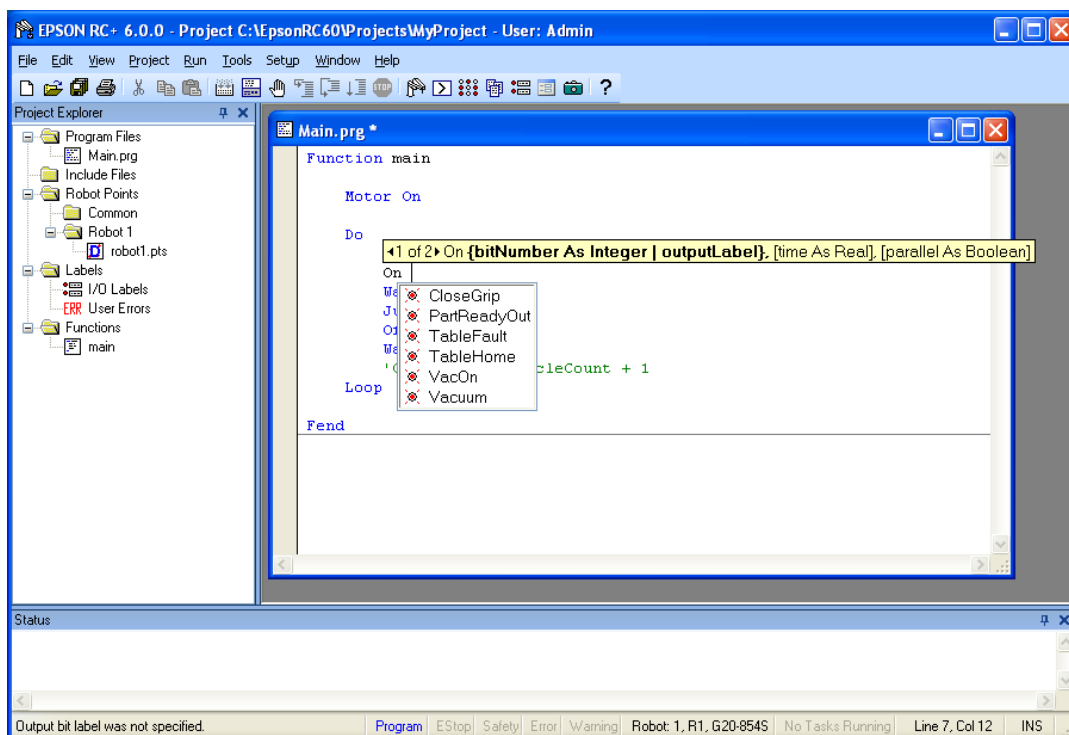 EPSON RC+ 6.0.0 - Project C:\EpsonRC60\Projects\MyProject - User: Admin
File Edit View Project Run Tools Setup Window Help
STOP ?
Project Explorer
Program Files
Main.prg
Include Files
Robot Points
Common
Robot 1
robot1.pts
Labels
I/O Labels
ERR User Errors
Functions
main
Main.prg *
Function main
Motor On
Do
1 of 2 On {bitNumber As Integer | outputLabel}, [time As Real], [parallel As Boolean]
On
CloseGrip
PartReadyOut
TableFault
TableHome
VacOn
Vacuum
cleCount + 1
Loop
Fend
Status
Output bit label was not specified.
Program EStop Safety Error Warning Robot: 1, R1, G20-854S No Tasks Running Line 7, Col 12 INS